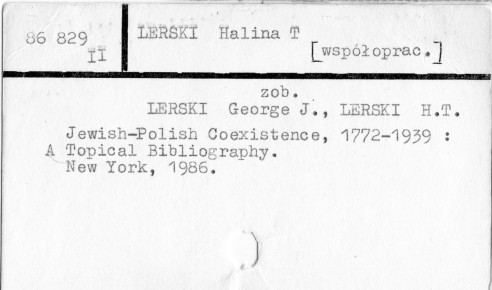 86 829
II
LERSKI Halina T
[współoprac.]
zob.
LERSKI George J., LERSKI H.T.
Jewish-Polish Coexistence, 1772-1939 :
A Topical Bibliography.
New York, 1986.